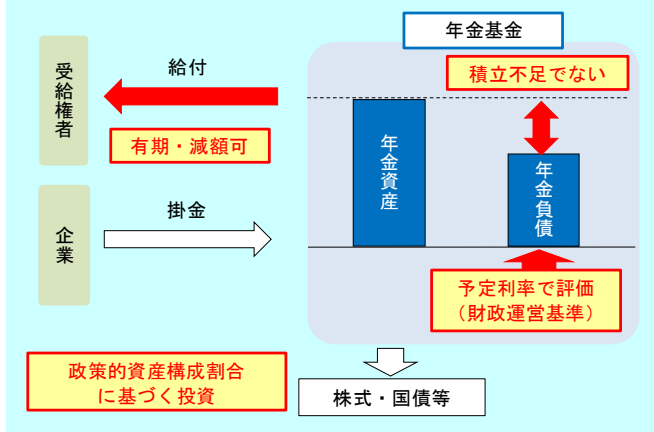 年金基金
受給権者
給付
積立不足でない
有期・減額可
年金資産
年金負債
企業
掛金
予定利率で評価
（財政運営基準）
政策的資産構成割合
に基づく投資
株式・国債等